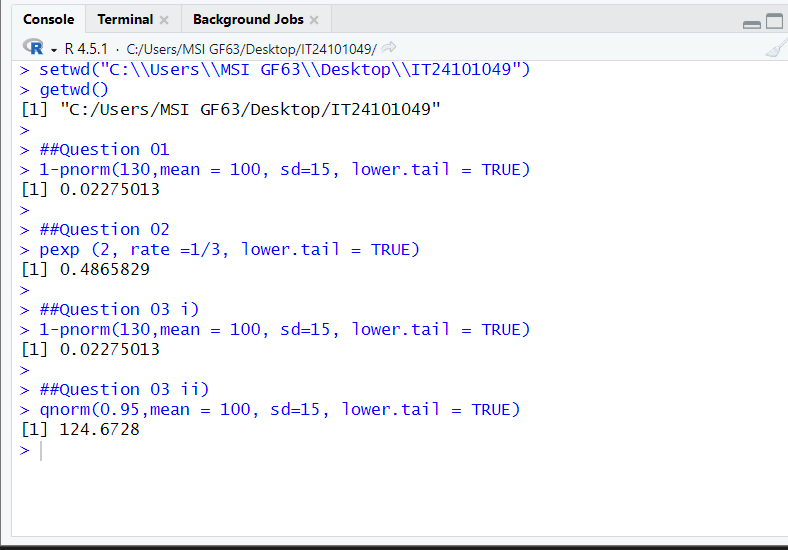 Console Terminal Background Jobs
R R 4.5.1 · C:/Users/MSI GF63/Desktop/IT24101049/
> setwd("C:\\Users\\MSI GF63\\Desktop\\IT24101049")
> getwd()
[1] "C:/Users/MSI GF63/Desktop/IT24101049"
>
> ##Question 01
> 1-pnorm(130,mean = 100, sd=15, lower.tail = TRUE)
[1] 0.02275013
>
> ##Question 02
> pexp (2, rate =1/3, lower.tail = TRUE)
[1] 0.4865829
>
> ##Question 03 i)
> 1-pnorm(130,mean = 100, sd=15, lower.tail = TRUE)
[1] 0.02275013
>
> ##Question 03 ii)
> qnorm(0.95,mean = 100, sd=15, lower.tail = TRUE)
[1] 124.6728
>